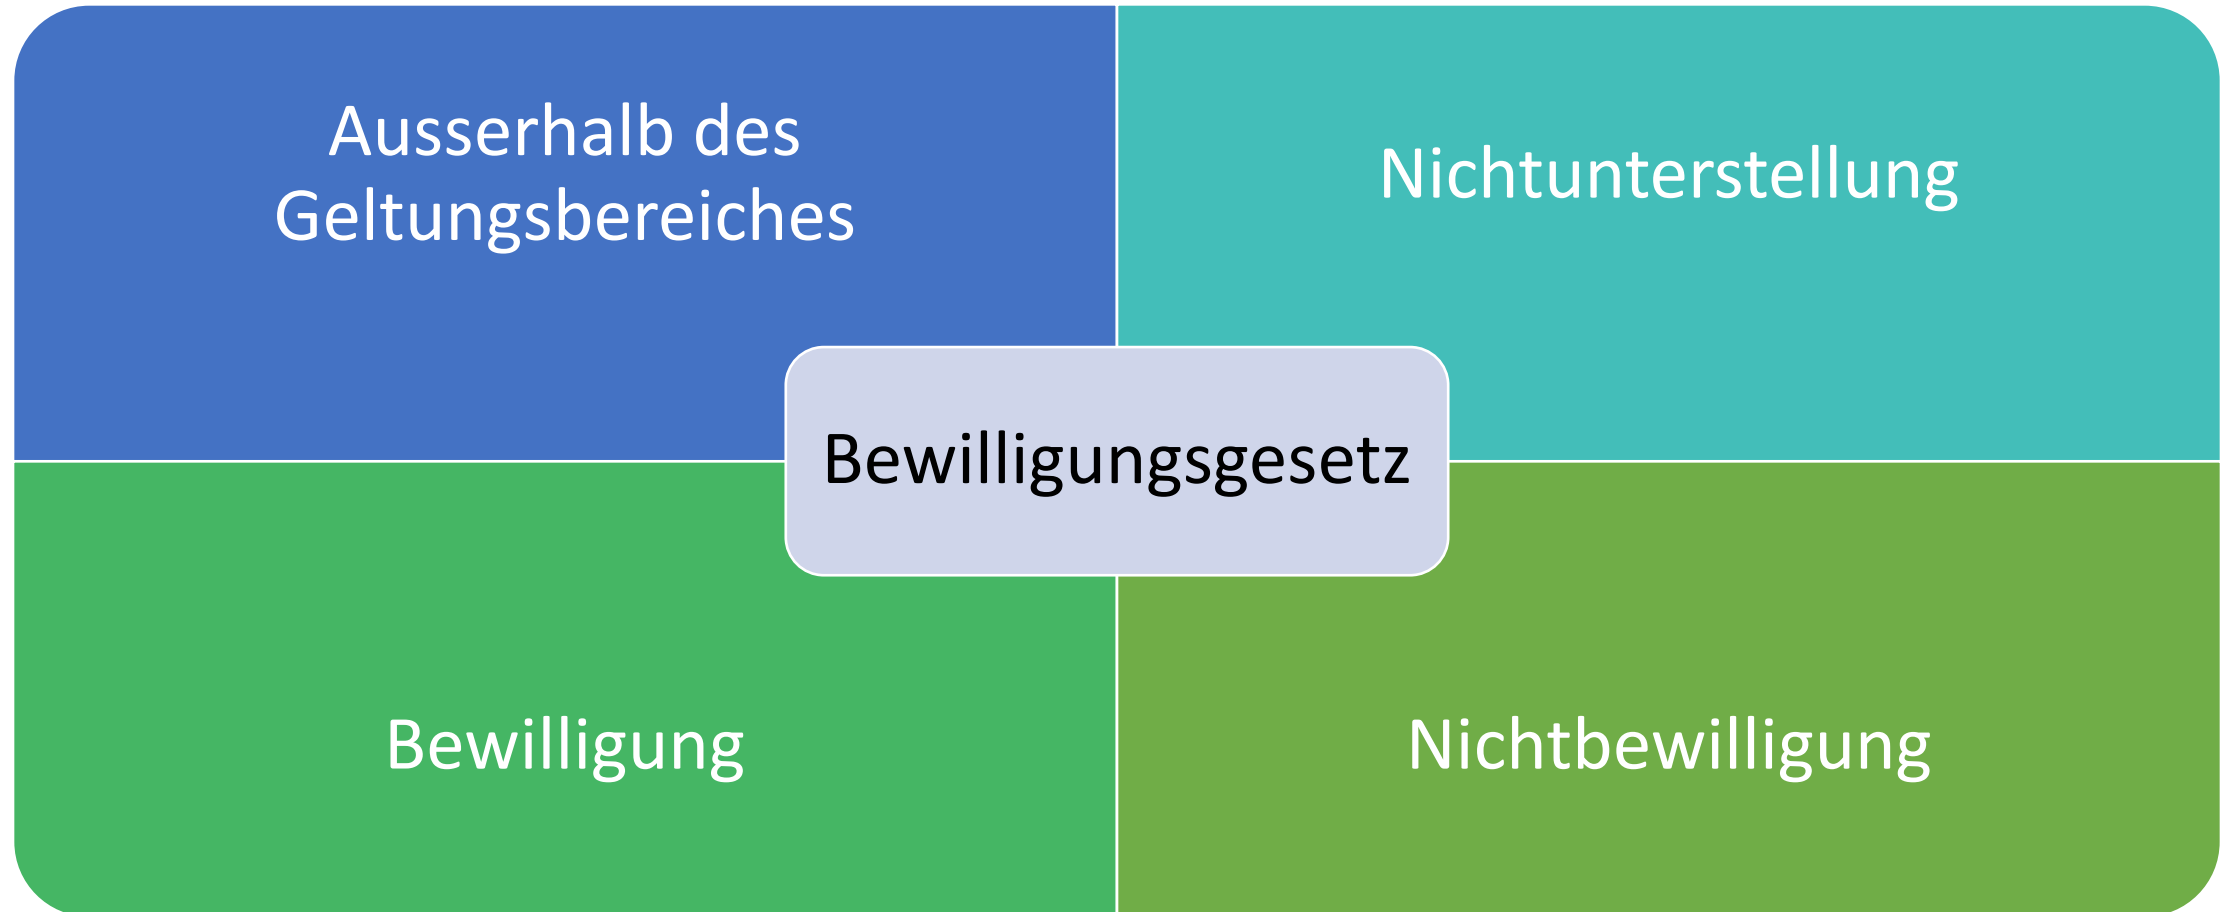 Ausserhalb des
Geltungsbereiches
Nichtunterstellung
Bewilligungsgesetz
Bewilligung
Nichtbewilligung